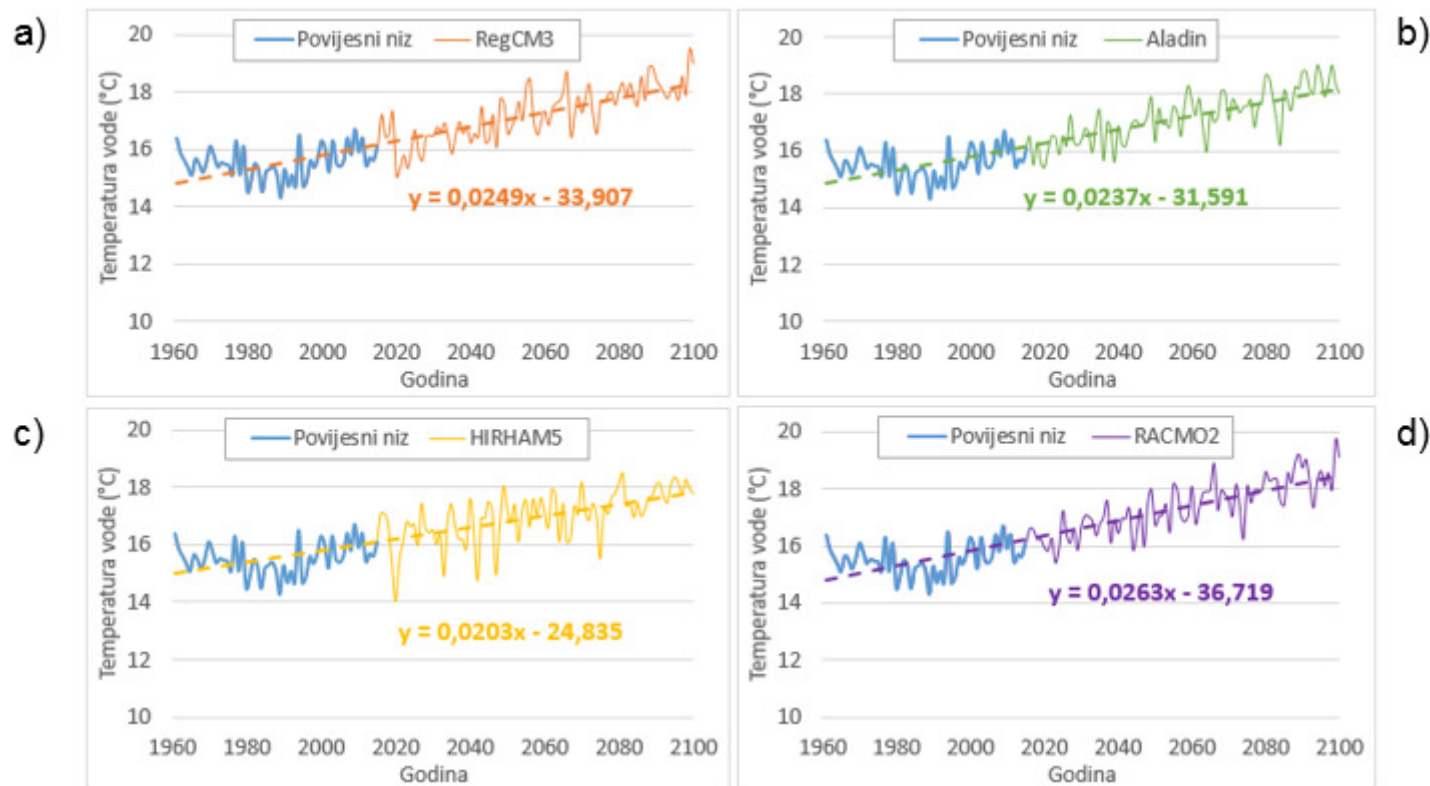 a)
Povijesni niz RegCM3
Temperatura vode (°C)
20
18
16
14
12
10
y = 0,0249x - 33,907
1960 1980 2000 2020 2040 2060 2080 2100
Godina
b)
Povijesni niz Aladin
Temperatura vode (°C)
20
18
16
14
12
10
y = 0,0237x - 31,591
1960 1980 2000 2020 2040 2060 2080 2100
Godina
c)
Povijesni niz HIRHAM5
Temperatura vode (°C)
20
18
16
14
12
10
y = 0,0203x - 24,835
1960 1980 2000 2020 2040 2060 2080 2100
Godina
d)
Povijesni niz RACMO2
Temperatura vode (°C)
20
18
16
14
12
10
y = 0,0263x - 36,719
1960 1980 2000 2020 2040 2060 2080 2100
Godina